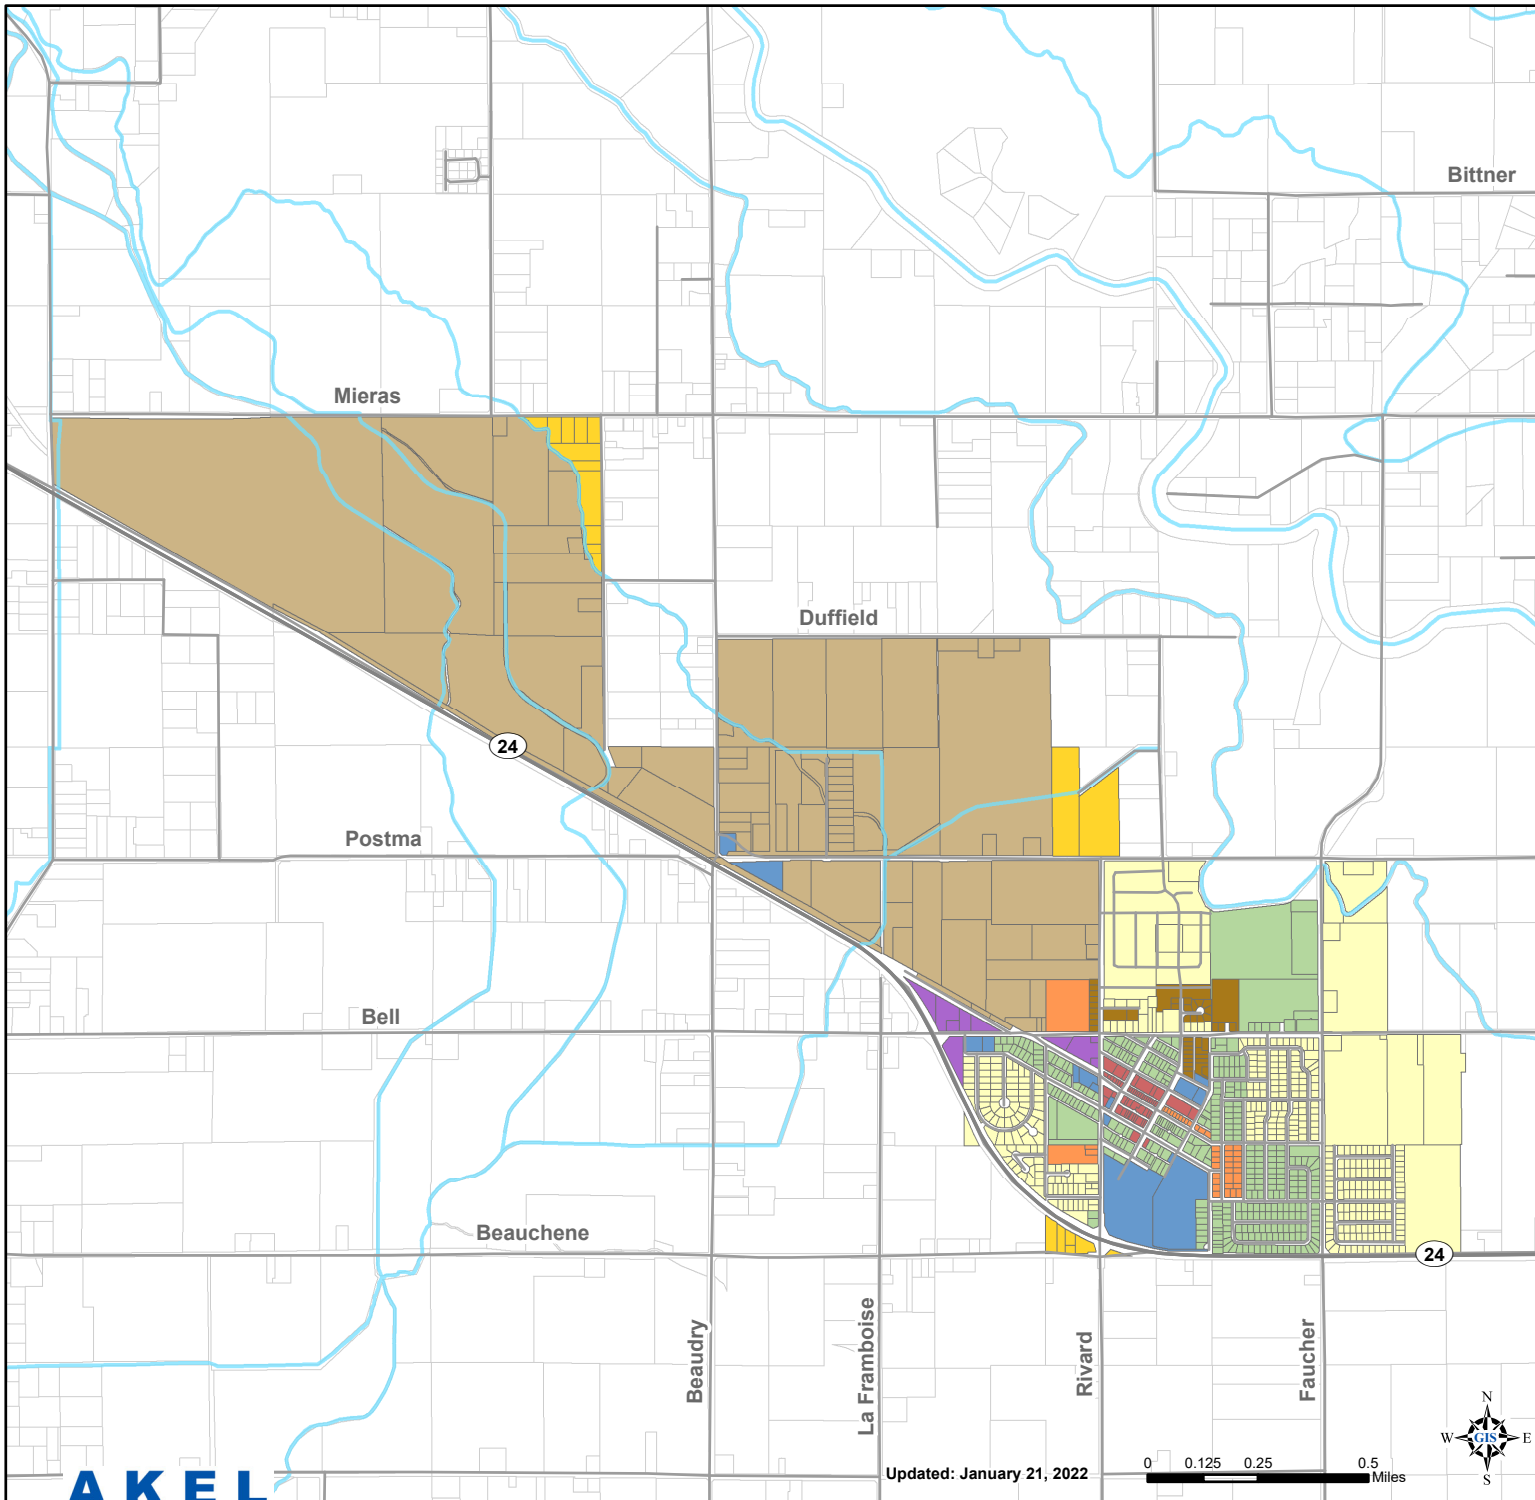 Bittner
Mieras
Duffield
24
Postma
Bell
Beauchene
24
Beaudry
La Framboise
Rivard
Faucher
N
W GIS E
S
0 0.125 0.25 0.5
Miles
Updated: January 21, 2022
AKEL